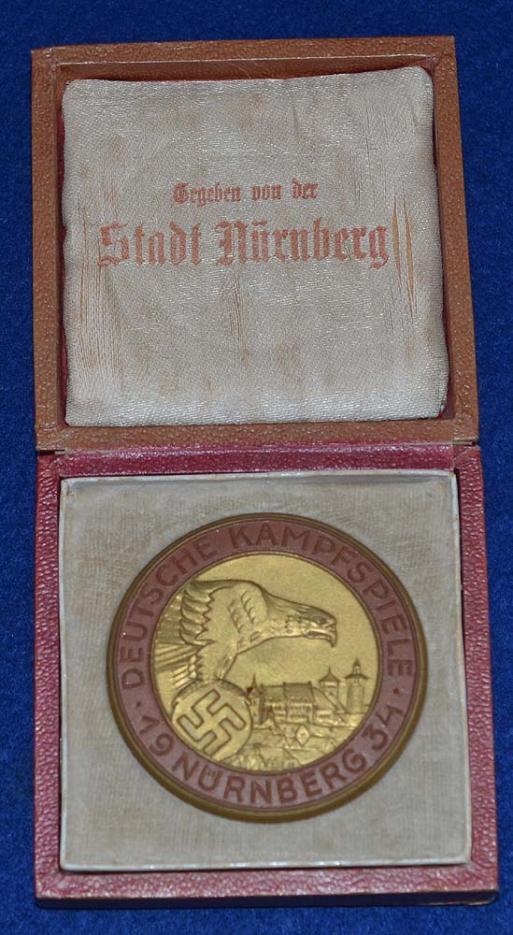 Gegeben von der
Stadt Nürnberg
· DEUTSCHE KAMPFSPIELE ·
19 NÜRNBERG 34